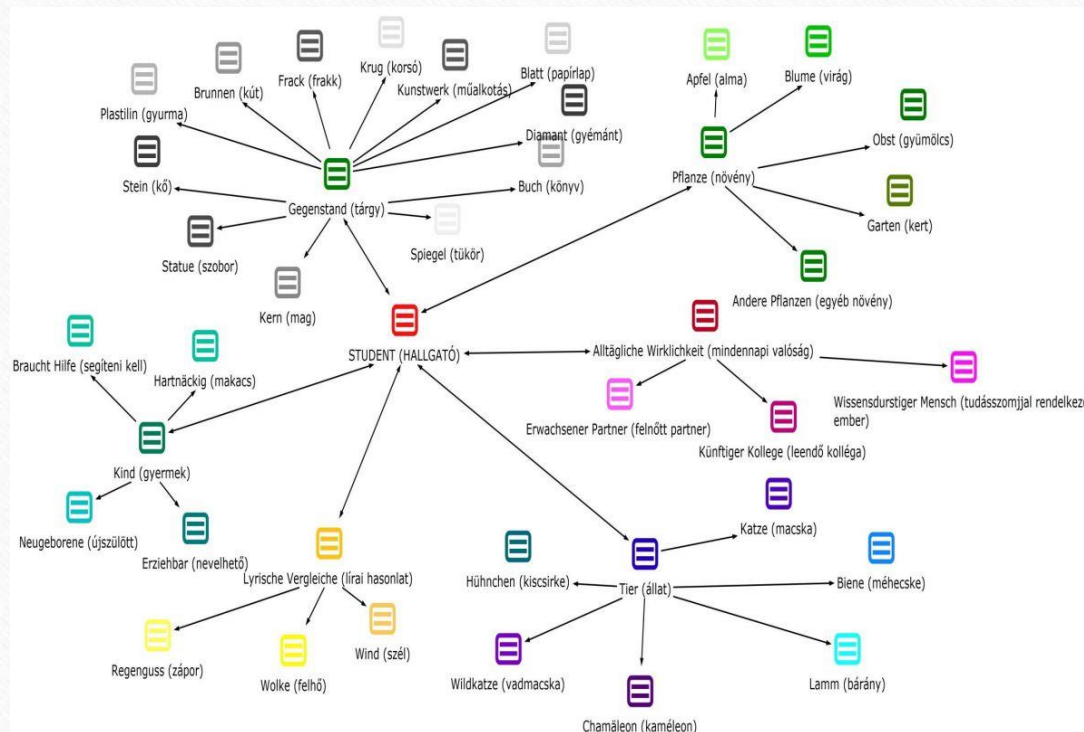 Krug (korsó)
Blatt (papírlap)
Frack (frakk)
Kunstwerk (műalkotás)
Brunnen (kút)
Plastilin (gyurma)
Diamant (gyémánt)
Stein (kő)
Buch (könyv)
Gegenstand (tárgy)
Statue (szobor)
Spiegel (tükör)
Kern (mag)
Apfel (alma)
Blume (virág)
Obst (gyümölcs)
Pflanze (növény)
Garten (kert)
Andere Pflanzen (egyéb növény)
STUDENT (HALLGATÓ)
Alltägliche Wirklichkeit (mindennapi valóság)
Wissensdurstiger Mensch (tudásszomjjal rendelkez
ember)
Erwachsener Partner (felnőtt partner)
Künftiger Kollege (leendő kolléga)
Braucht Hilfe (segíteni kell)
Hartnäckig (makacs)
Kind (gyermek)
Neugeborene (újszülött)
Erziehbar (nevelhető)
Lyrische Vergleiche (lírai hasonlat)
Regenguss (zápor)
Wolke (felhő)
Wind (szél)
Katze (macska)
Hühnchen (kiscsirke)
Tier (állat)
Biene (méhecske)
Wildkatze (vadmacska)
Chamäleon (kaméleon)
Lamm (bárány)